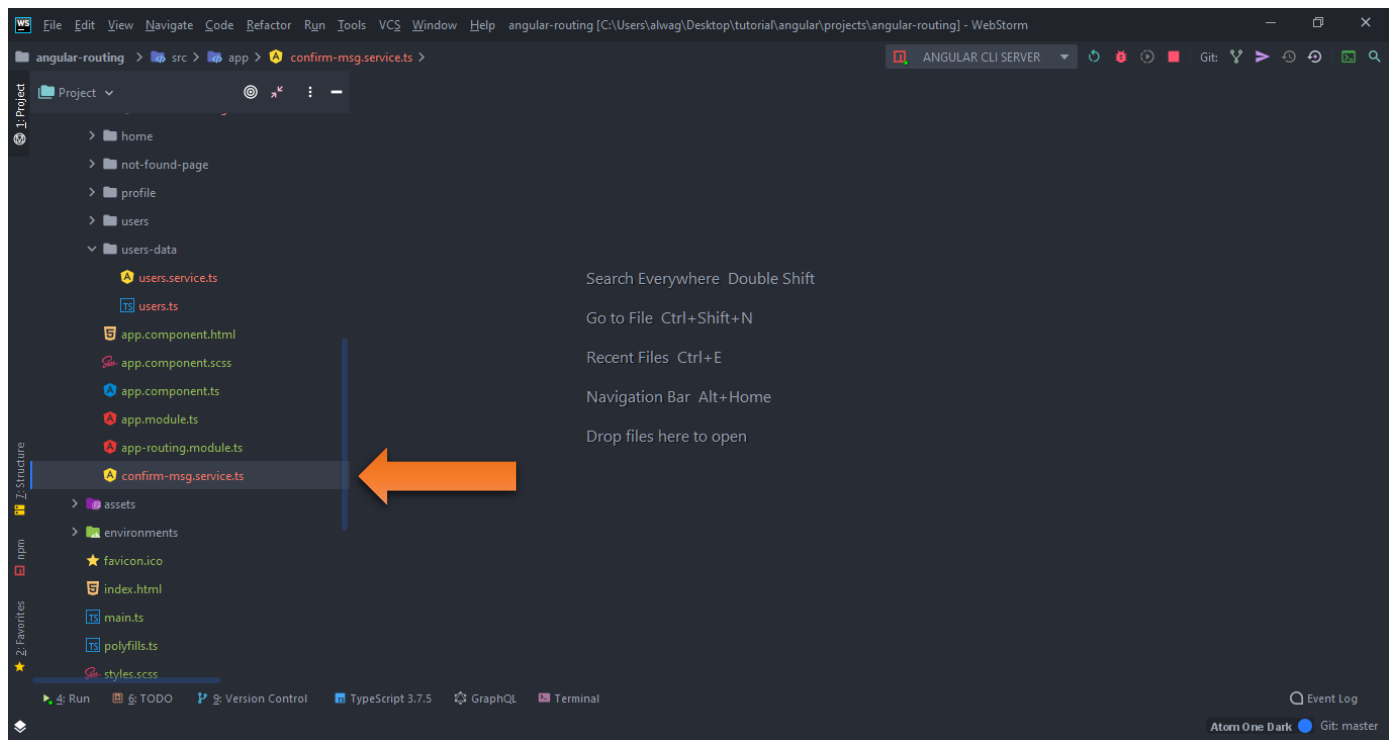 WS File Edit View Navigate Code Refactor Run Tools VCS Window Help angular-routing [C:\Users\alwag\Desktop\tutorial\angular\projects\angular-routing] - WebStorm
angular-routing > src > app > confirm-msg.service.ts >
ANGULAR CLI SERVER
Git:
1: Project
Project
home
not-found-page
profile
users
users-data
users.service.ts
TS users.ts
app.component.html
app.component.scss
app.component.ts
app.module.ts
app-routing.module.ts
confirm-msg.service.ts
assets
environments
favicon.ico
index.html
TS main.ts
TS polyfills.ts
styles.scss
Search Everywhere Double Shift
Go to File Ctrl+Shift+N
Recent Files Ctrl+E
Navigation Bar Alt+Home
Drop files here to open
7: Structure
npm
2: Favorites
4: Run 6: TODO 9: Version Control TypeScript 3.7.5 GraphQL Terminal Event Log
Atom One Dark Git: master